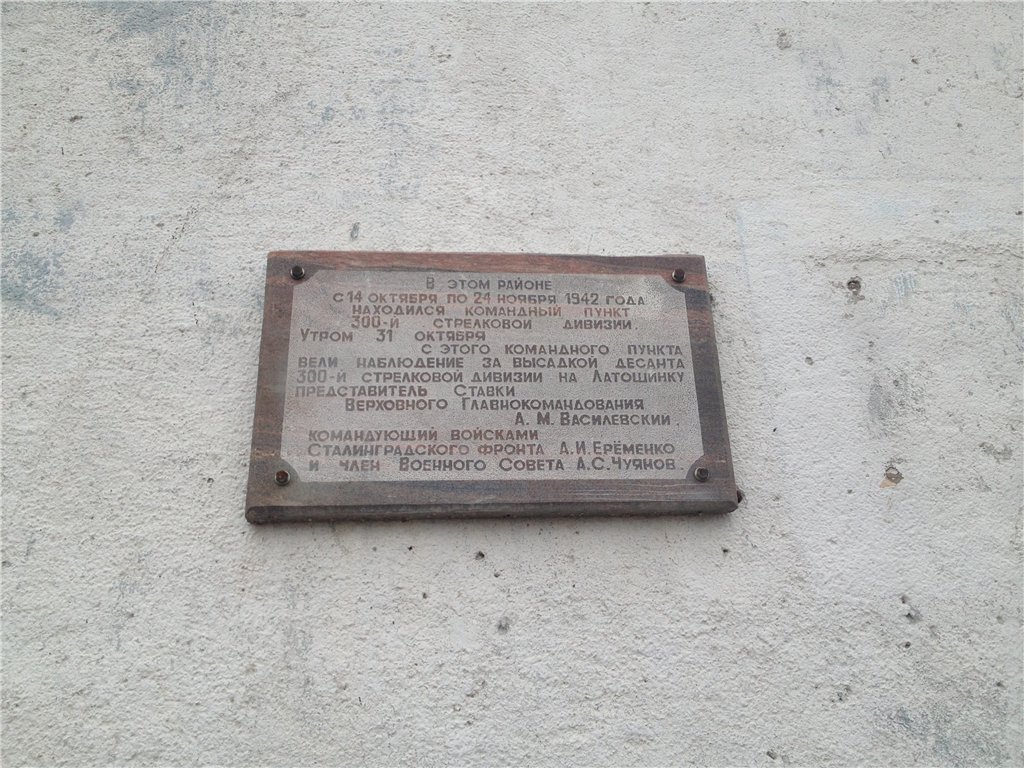 В ЭТОМ РАЙОНЕ
С 14 ОКТЯБРЯ ПО 24 НОЯБРЯ 1942 ГОДА
НАХОДИЛСЯ КОМАНДНЫЙ ПУНКТ
300-Й СТРЕЛКОВОЙ ДИВИЗИИ.
УТРОМ 31 ОКТЯБРЯ
С ЭТОГО КОМАНДНОГО ПУНКТА
ВЕЛИ НАБЛЮДЕНИЕ ЗА ВЫСАДКОЙ ДЕСАНТА
300-Й СТРЕЛКОВОЙ ДИВИЗИИ НА ЛАТОШИНКУ
ПРЕДСТАВИТЕЛЬ СТАВКИ
ВЕРХОВНОГО ГЛАВНОКОМАНДОВАНИЯ
А. М. ВАСИЛЕВСКИЙ.
КОМАНДУЮЩИЙ ВОЙСКАМИ
СТАЛИНГРАДСКОГО ФРОНТА А.И.ЕРЁМЕНКО
И ЧЛЕН ВОЕННОГО СОВЕТА А.С.ЧУЯНОВ.